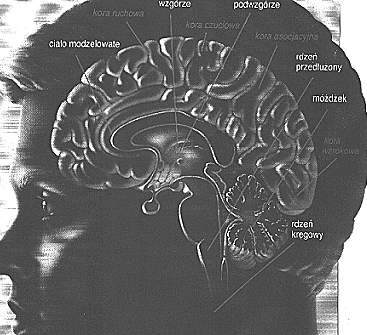 wzgórze
podwzgórze
kora ruchowa
kora czuciowa
kora asocjacyjna
ciało modzelowate
rdzeń
przedłużony
móżdżek
kora
wzrokowa
rdzeń
kręgowy